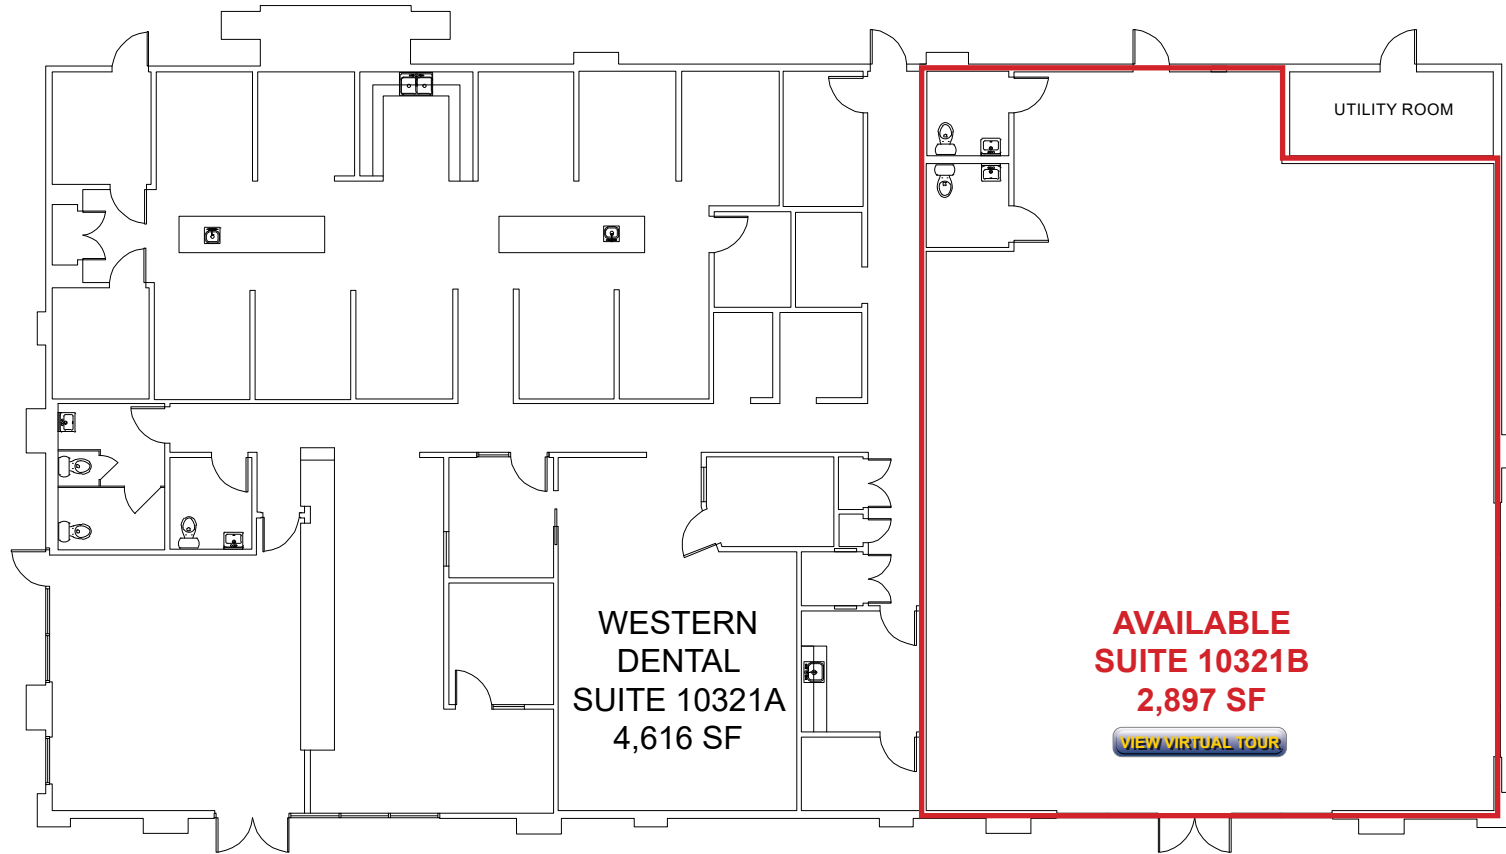 UTILITY ROOM
WESTERN
DENTAL
SUITE 10321A
4,616 SF
AVAILABLE
SUITE 10321B
2,897 SF
VIEW VIRTUAL TOUR